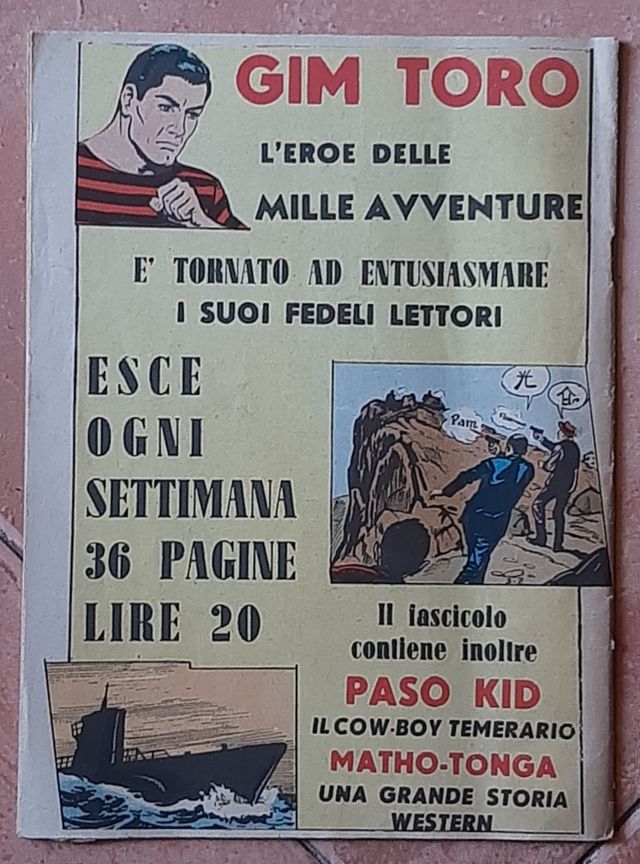 GIM TORO
L'EROE DELLE
MILLE AVVENTURE
E' TORNATO AD ENTUSIASMARE
I SUOI FEDELI LETTORI
ESCE
OGNI
SETTIMANA
36 PAGINE
LIRE 20
Pam
Il fascicolo
contiene inoltre
PASO KID
IL COW-BOY TEMERARIO
MATHO-TONGA
UNA GRANDE STORIA
WESTERN